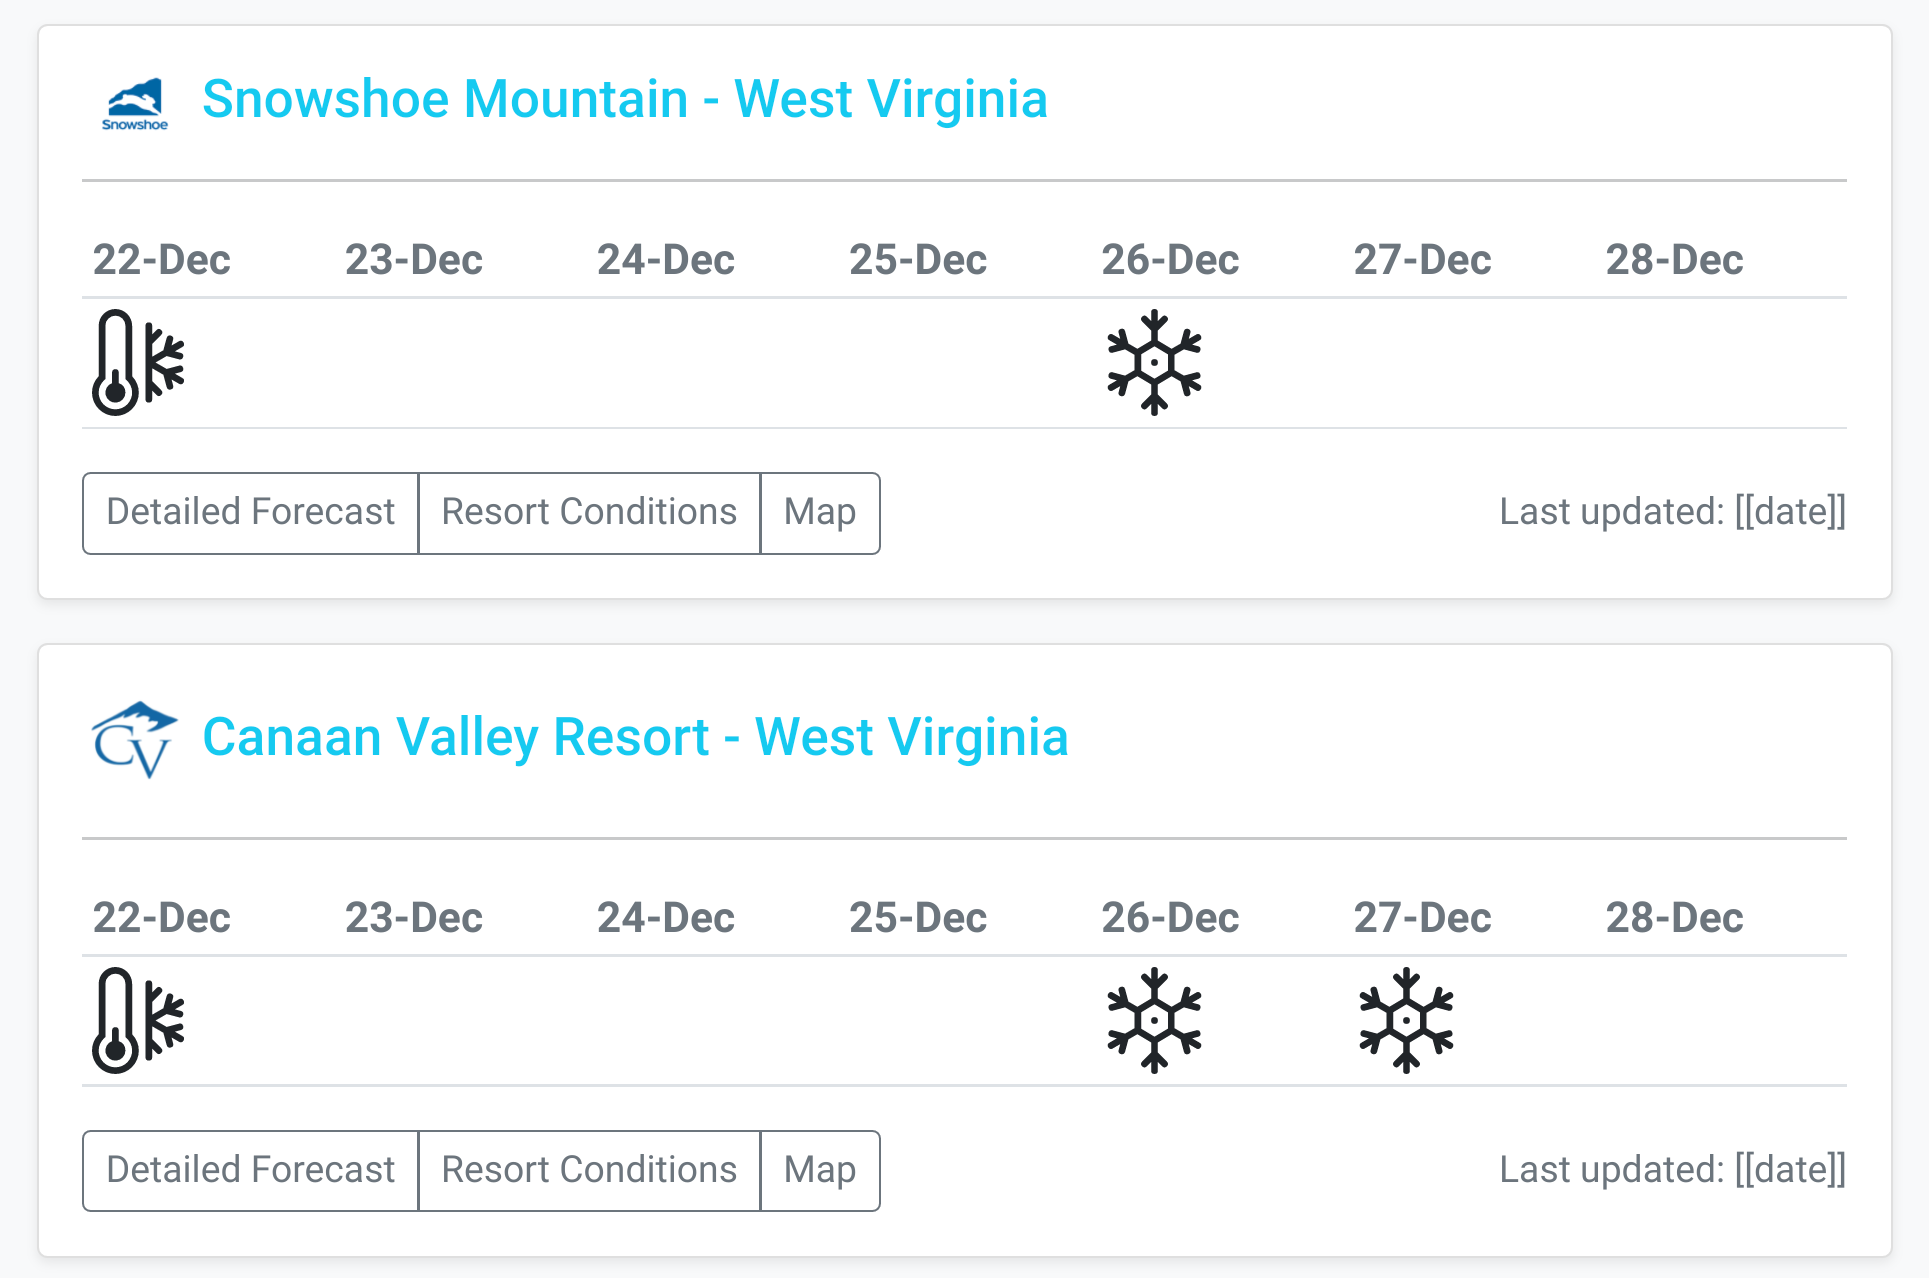 Snowshoe
Snowshoe Mountain - West Virginia
22-Dec 23-Dec 24-Dec 25-Dec 26-Dec 27-Dec 28-Dec
Detailed Forecast Resort Conditions Map Last updated: [[date]]
CV
Canaan Valley Resort - West Virginia
22-Dec 23-Dec 24-Dec 25-Dec 26-Dec 27-Dec 28-Dec
Detailed Forecast Resort Conditions Map Last updated: [[date]]